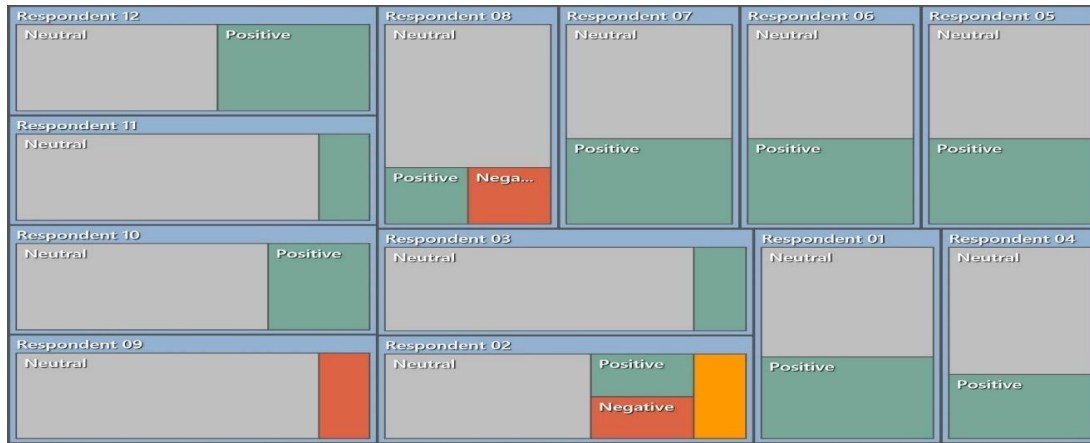 Respondent 12
Neutral
Positive
Respondent 11
Neutral
Respondent 10
Neutral
Positive
Respondent 09
Neutral
Respondent 08
Neutral
Positive
Nega...
Respondent 07
Neutral
Positive
Respondent 06
Neutral
Positive
Respondent 05
Neutral
Positive
Respondent 03
Neutral
Respondent 02
Neutral
Positive
Negative
Respondent 01
Neutral
Positive
Respondent 04
Neutral
Positive